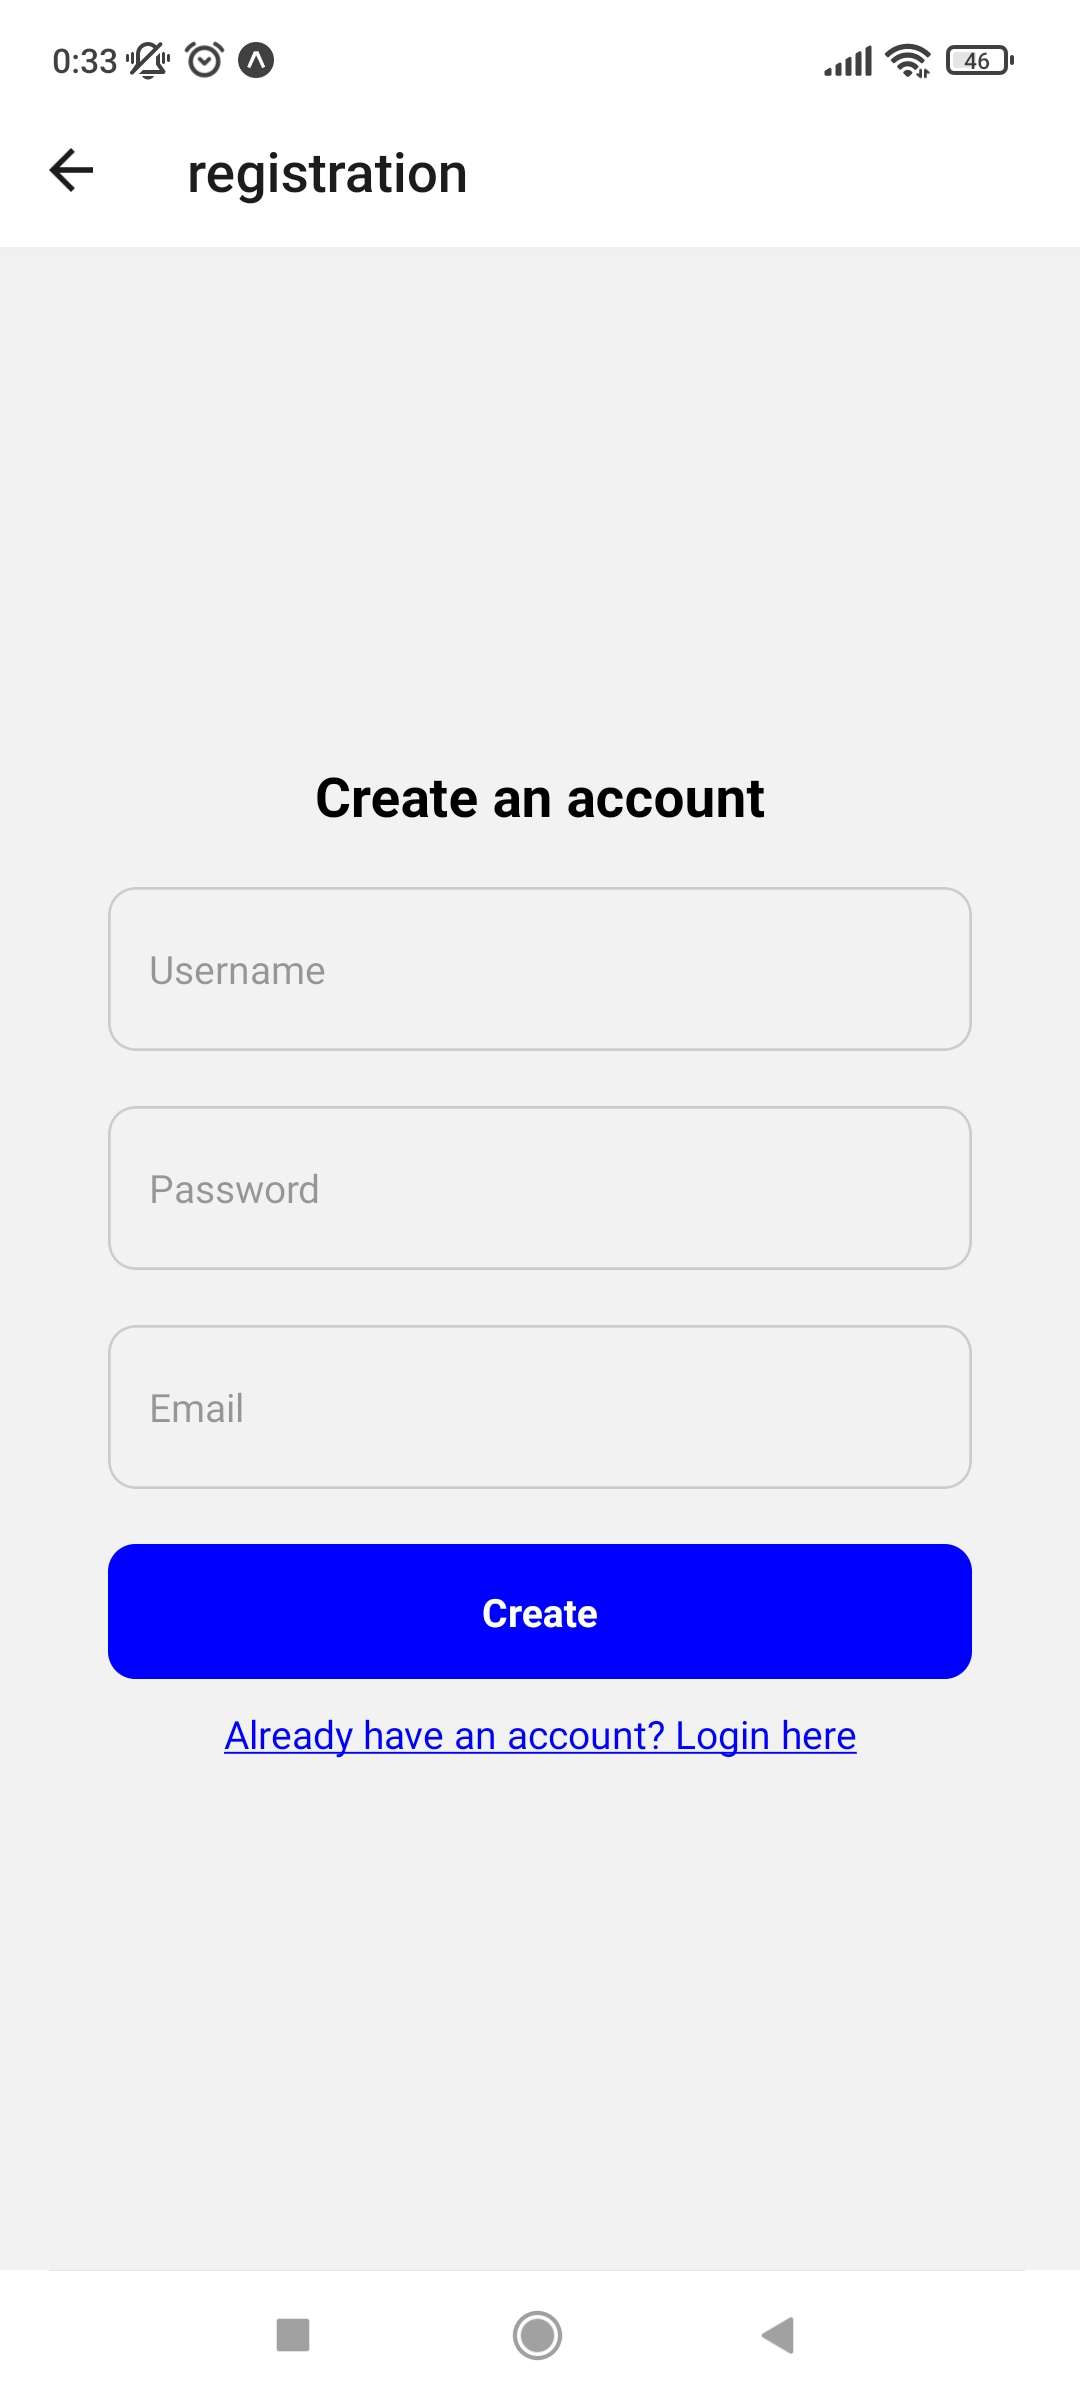 0:33
46
registration
Create an account
Username
Password
Email
Create
Already have an account? Login here